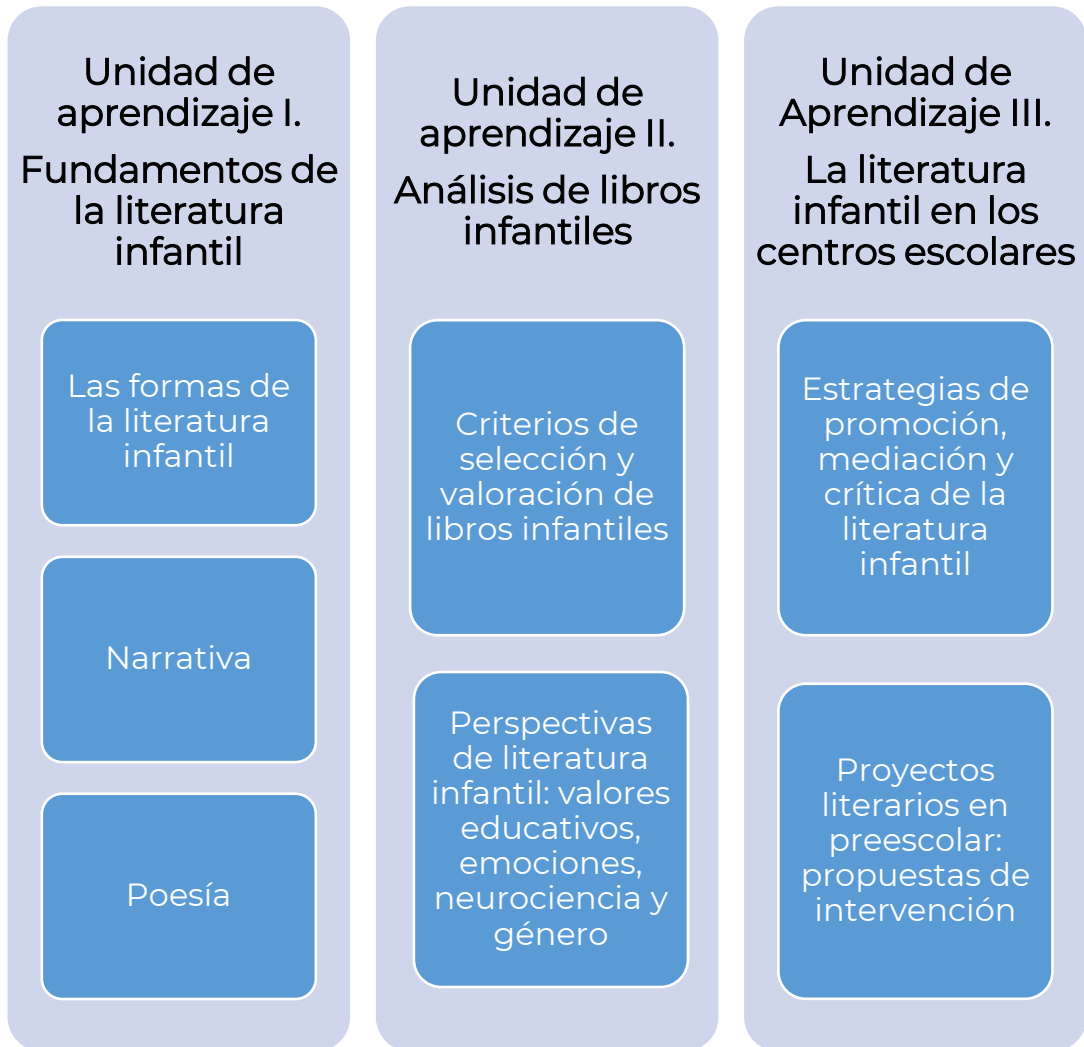 Unidad de
aprendizaje I.
Fundamentos de
la literatura
infantil
Las formas de
la literatura
infantil
Narrativa
Poesía
Unidad de
aprendizaje II.
Análisis de libros
infantiles
Criterios de
selección y
valoración de
libros infantiles
Perspectivas
de literatura
infantil: valores
educativos,
emociones,
neurociencia y
género
Unidad de
Aprendizaje III.
La literatura
infantil en los
centros escolares
Estrategias de
promoción,
mediación y
crítica de la
literatura
infantil
Proyectos
literarios en
preescolar:
propuestas de
intervención